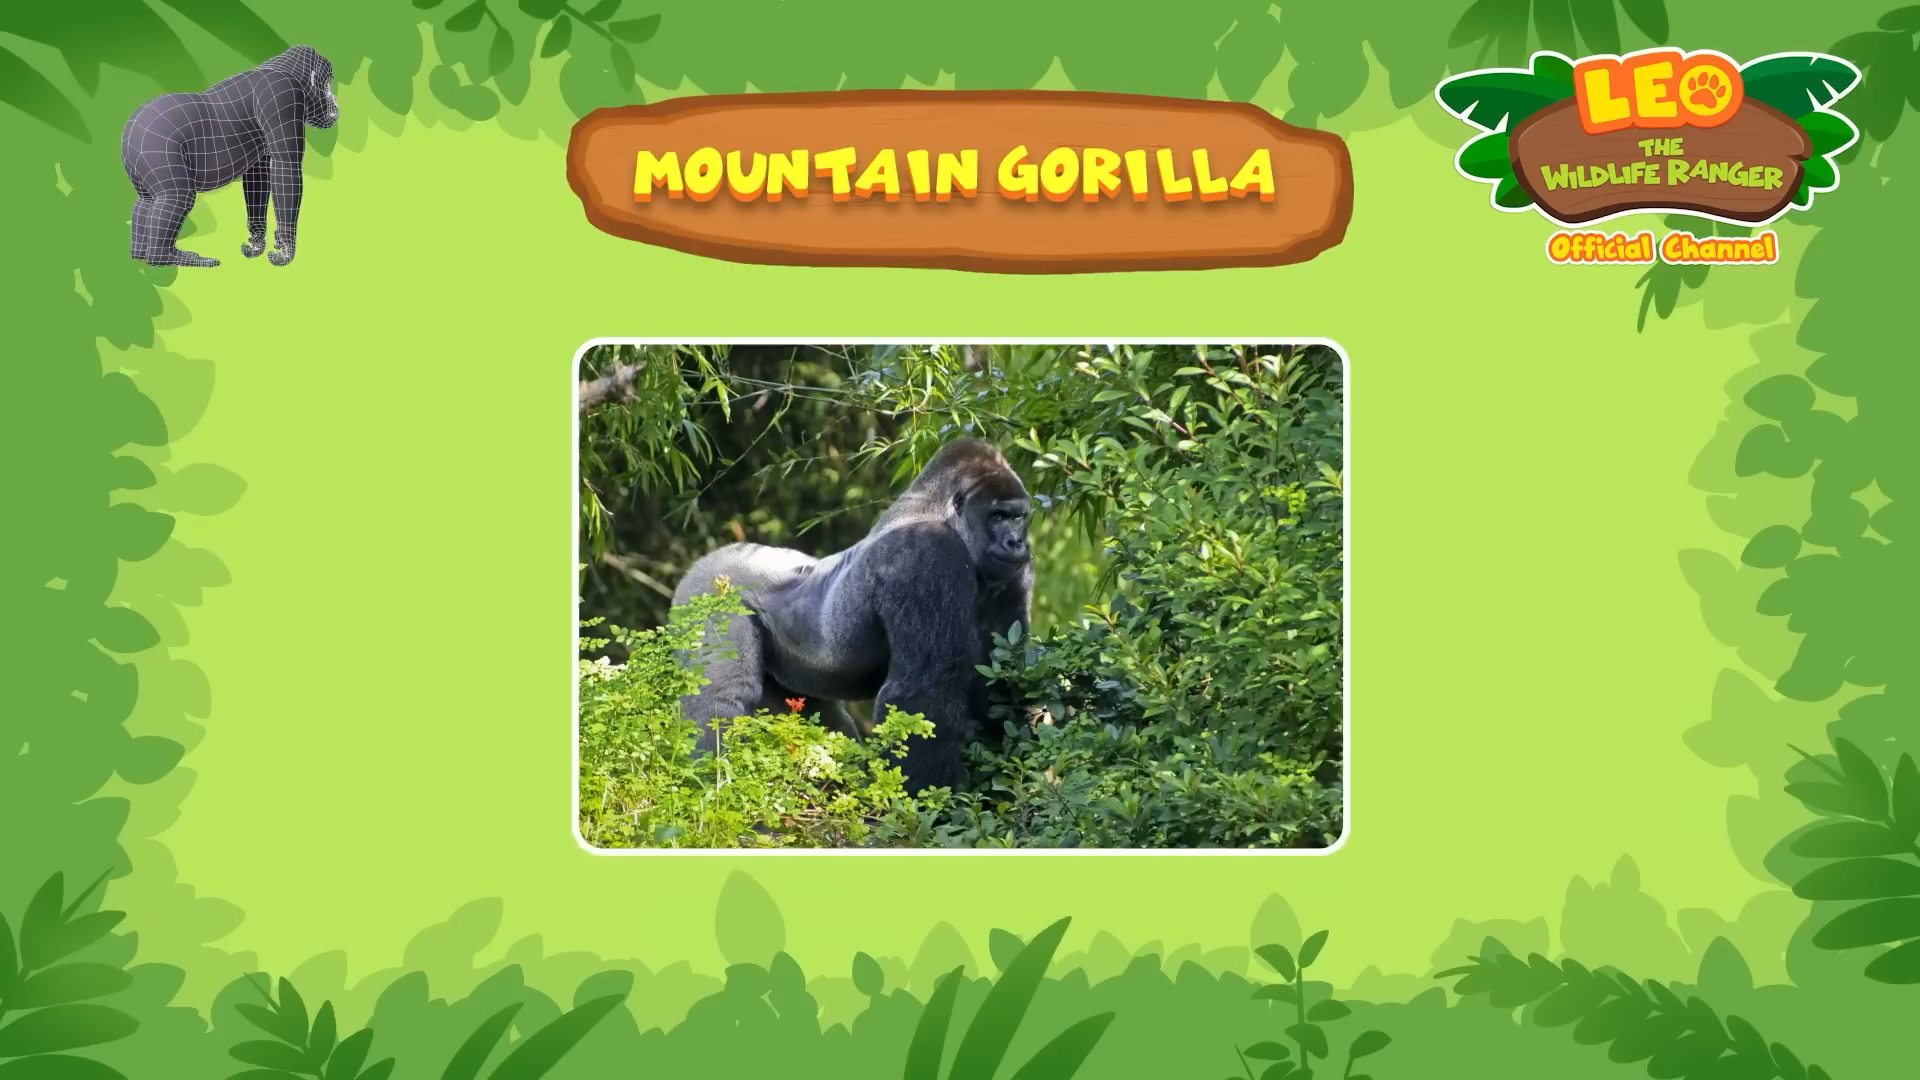 MOUNTAIN GORILLA
LEO
THE
WILDLIFE RANGER
Official Channel